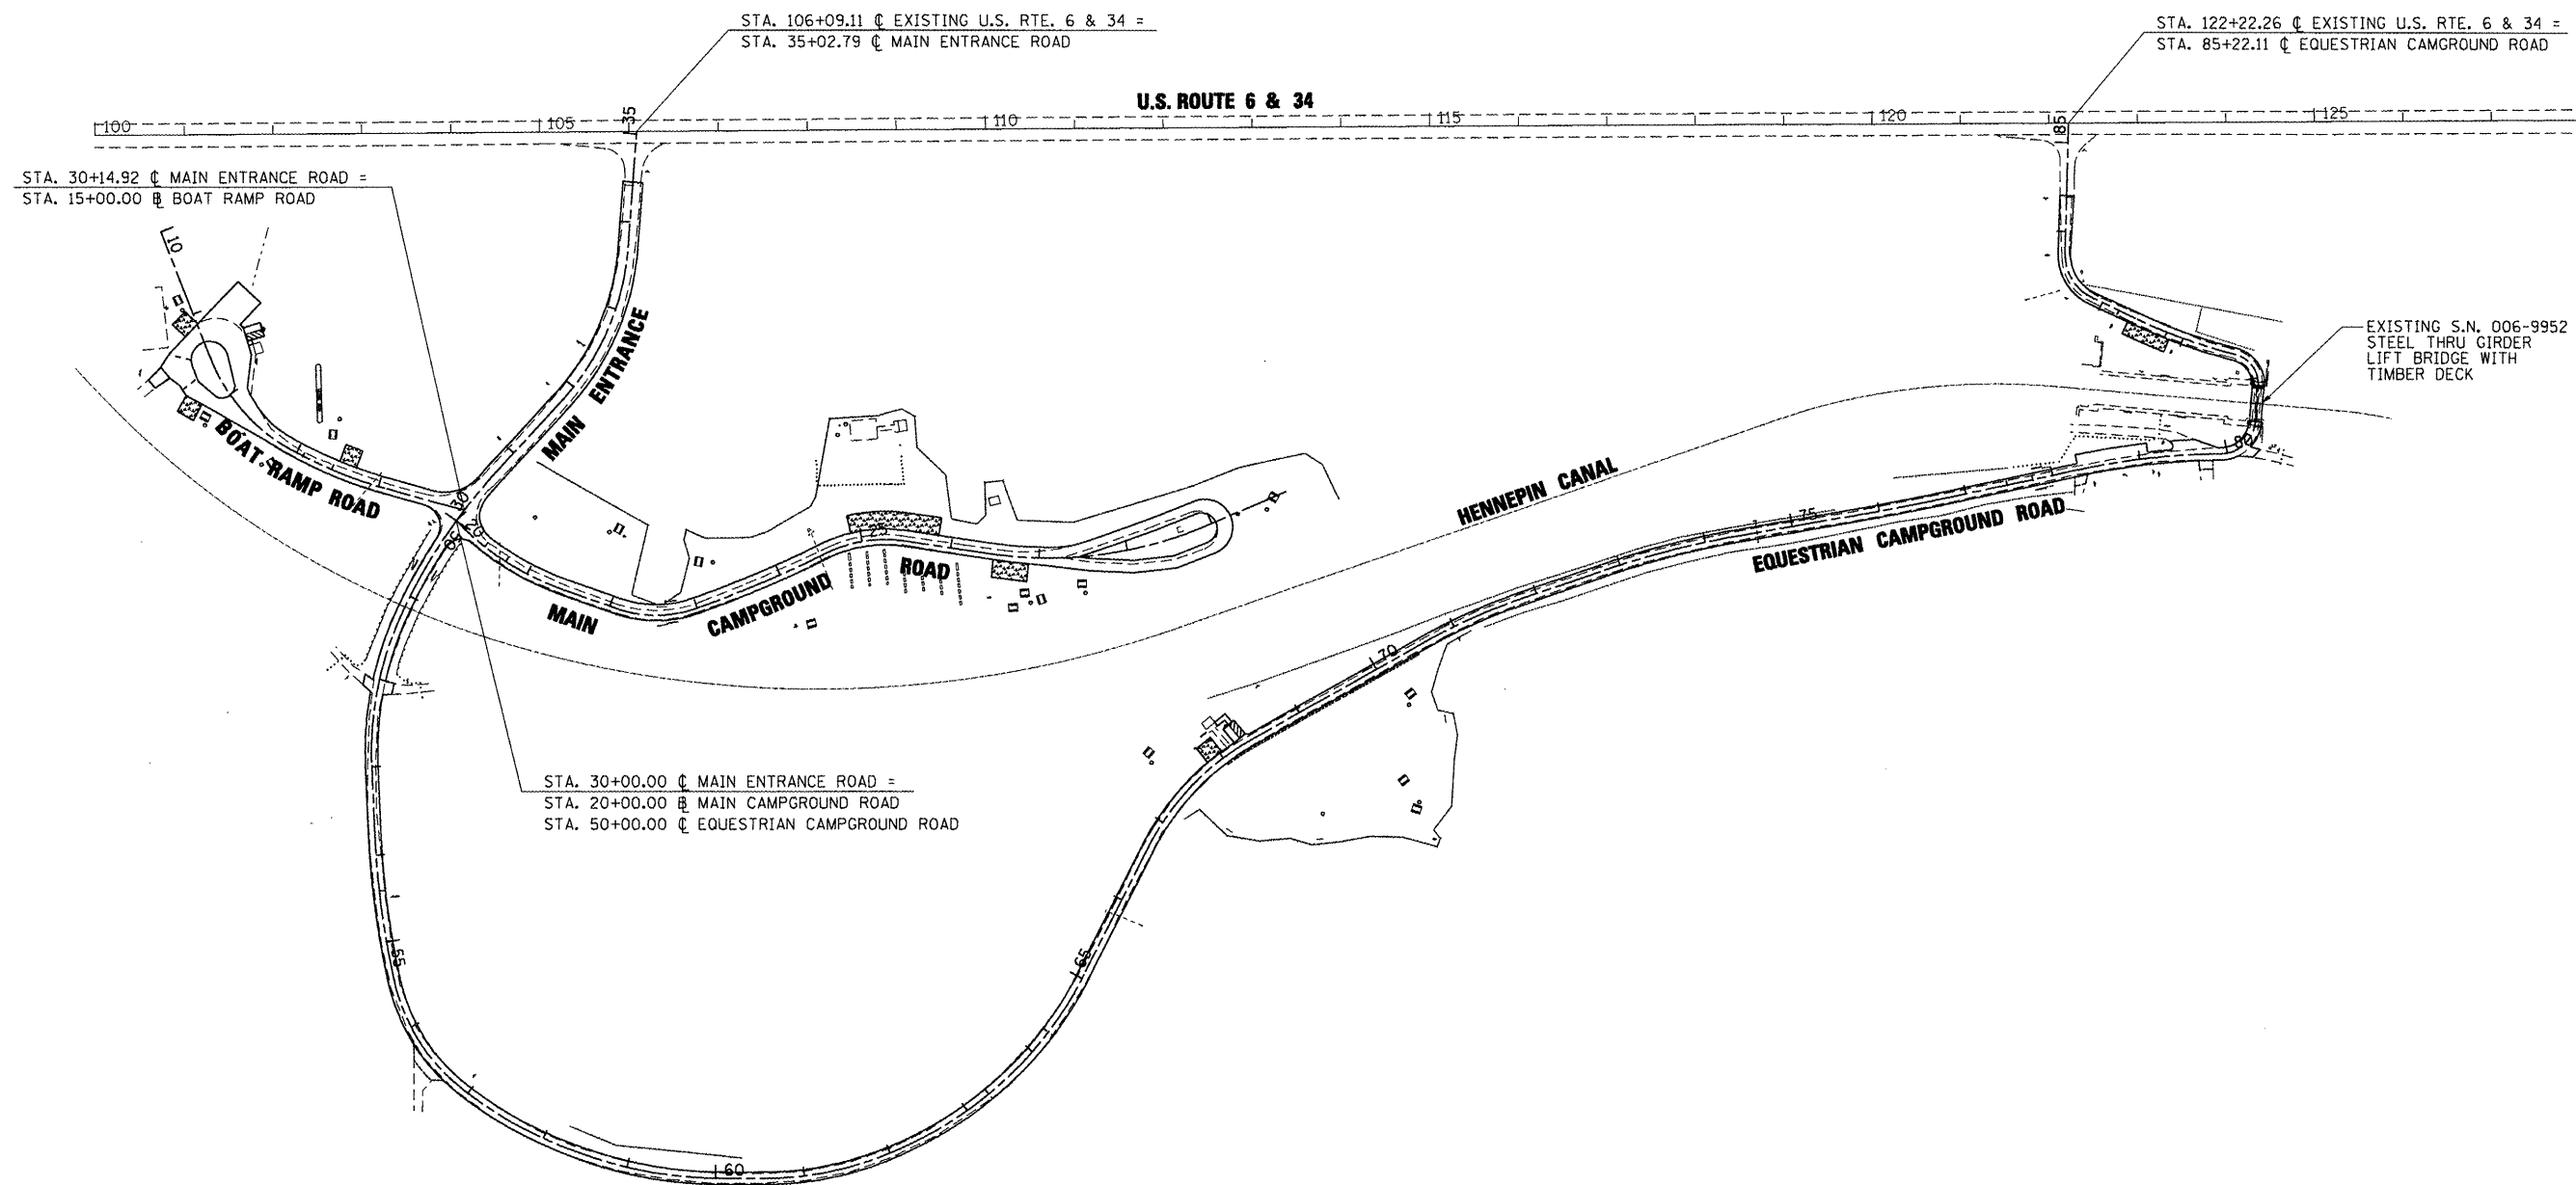 STA. 106+09.11 ℄ EXISTING U.S. RTE. 6 & 34 =
STA. 35+02.79 ℄ MAIN ENTRANCE ROAD
STA. 122+22.26 ℄ EXISTING U.S. RTE. 6 & 34 =
STA. 85+22.11 ℄ EQUESTRIAN CAMGROUND ROAD
U.S. ROUTE 6 & 34
100
105
110
115
120
125
35
85
STA. 30+14.92 ℄ MAIN ENTRANCE ROAD =
STA. 15+00.00 BL BOAT RAMP ROAD
10
MAIN ENTRANCE
EXISTING S.N. 006-9952
STEEL THRU GIRDER
LIFT BRIDGE WITH
TIMBER DECK
BOAT RAMP ROAD
30
20
50
25
MAIN CAMPGROUND ROAD
HENNEPIN CANAL
80
75
EQUESTRIAN CAMPGROUND ROAD
70
STA. 30+00.00 ℄ MAIN ENTRANCE ROAD =
STA. 20+00.00 BL MAIN CAMPGROUND ROAD
STA. 50+00.00 ℄ EQUESTRIAN CAMPGROUND ROAD
55
65
60